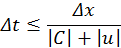 Δt ≤ Δx / (|C| + |u|)